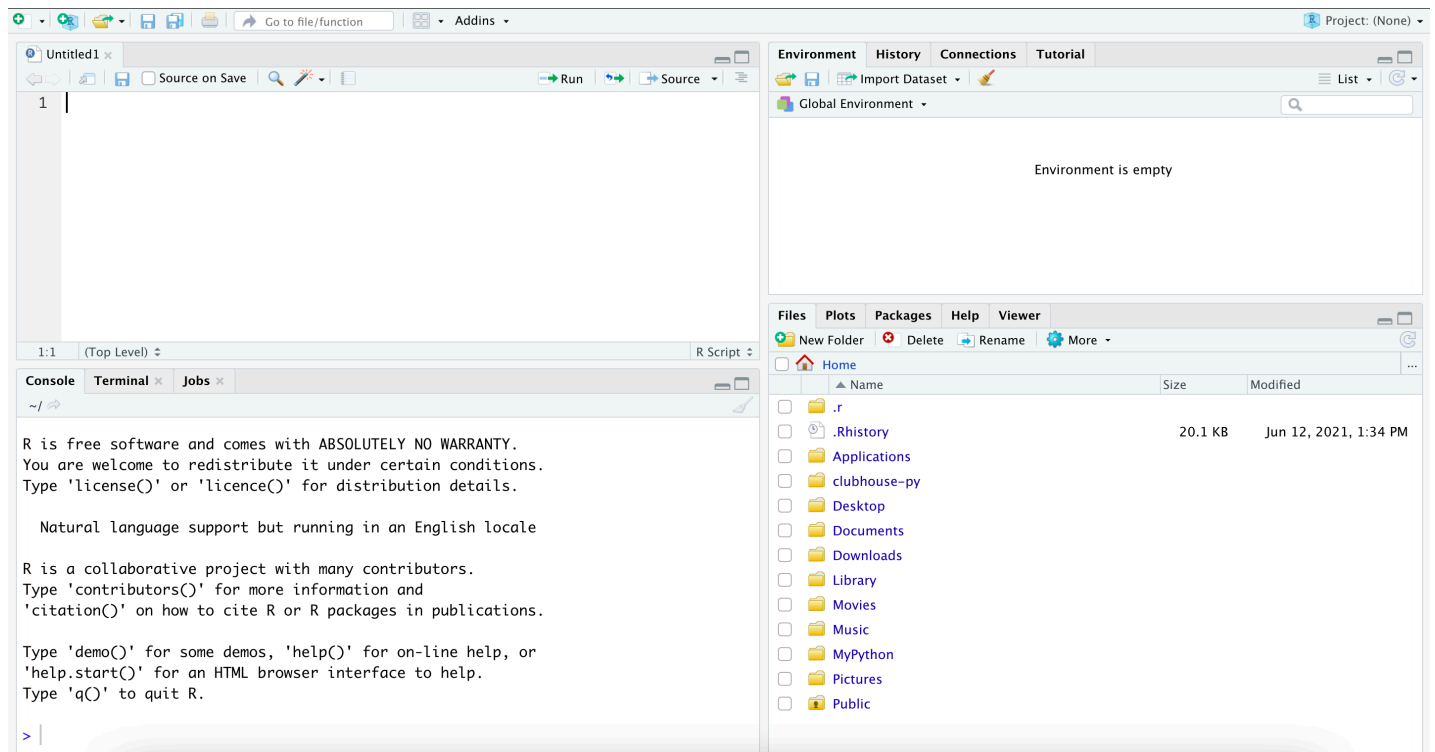 Go to file/function Addins Project: (None)
Untitled1
Source on Save Run Source
1
1:1 (Top Level) R Script
Console Terminal Jobs
~/
R is free software and comes with ABSOLUTELY NO WARRANTY.
You are welcome to redistribute it under certain conditions.
Type 'license()' or 'licence()' for distribution details.
Natural language support but running in an English locale
R is a collaborative project with many contributors.
Type 'contributors()' for more information and
'citation()' on how to cite R or R packages in publications.
Type 'demo()' for some demos, 'help()' for on-line help, or
'help.start()' for an HTML browser interface to help.
Type 'q()' to quit R.
>
Environment History Connections Tutorial
Import Dataset List
Global Environment
Environment is empty
Files Plots Packages Help Viewer
New Folder Delete Rename More
Home ...
Name Size Modified
.r
.Rhistory 20.1 KB Jun 12, 2021, 1:34 PM
Applications
clubhouse-py
Desktop
Documents
Downloads
Library
Movies
Music
MyPython
Pictures
Public